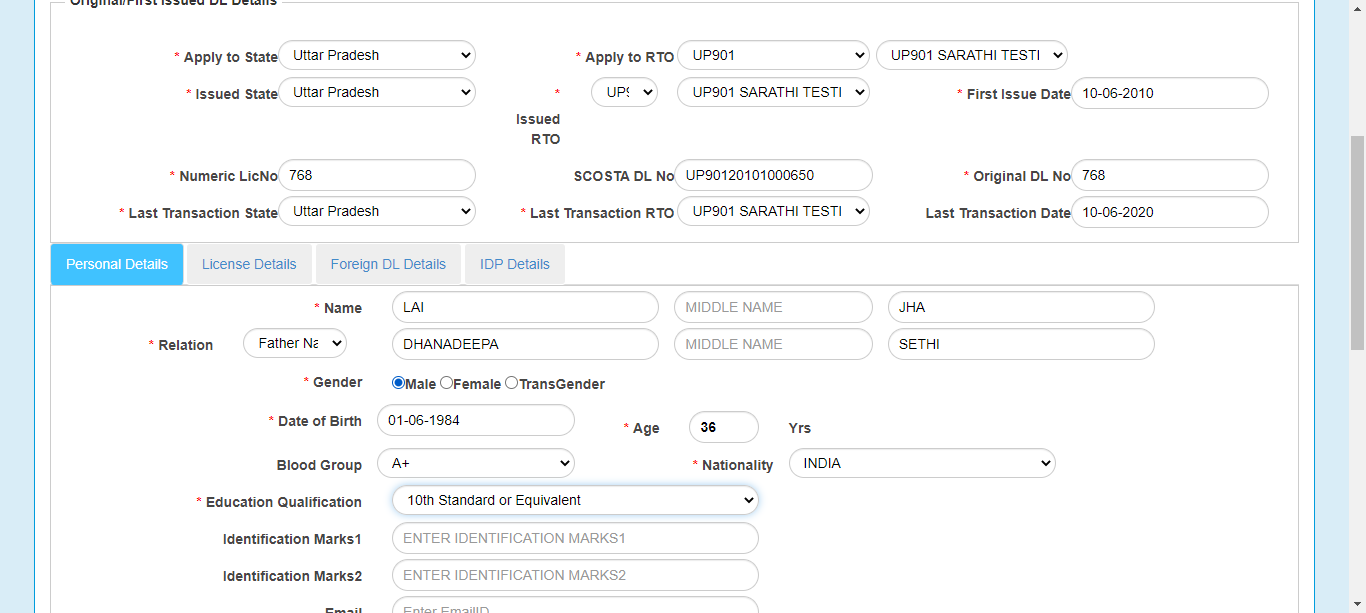 Original/First Issued DL Details
* Apply to State Uttar Pradesh * Apply to RTO UP901 UP901 SARATHI TESTI
* Issued State Uttar Pradesh * Issued RTO UP9 UP901 SARATHI TESTI * First Issue Date 10-06-2010
* Numeric LicNo 768 SCOSTA DL No UP90120101000650 * Original DL No 768
* Last Transaction State Uttar Pradesh * Last Transaction RTO UP901 SARATHI TESTI Last Transaction Date 10-06-2020
Personal Details License Details Foreign DL Details IDP Details
* Name LAI MIDDLE NAME JHA
* Relation Father Na DHANADEEPA MIDDLE NAME SETHI
* Gender Male Female TransGender
* Date of Birth 01-06-1984 * Age 36 Yrs
Blood Group A+ * Nationality INDIA
* Education Qualification 10th Standard or Equivalent
Identification Marks1 ENTER IDENTIFICATION MARKS1
Identification Marks2 ENTER IDENTIFICATION MARKS2
Email Enter EmailID